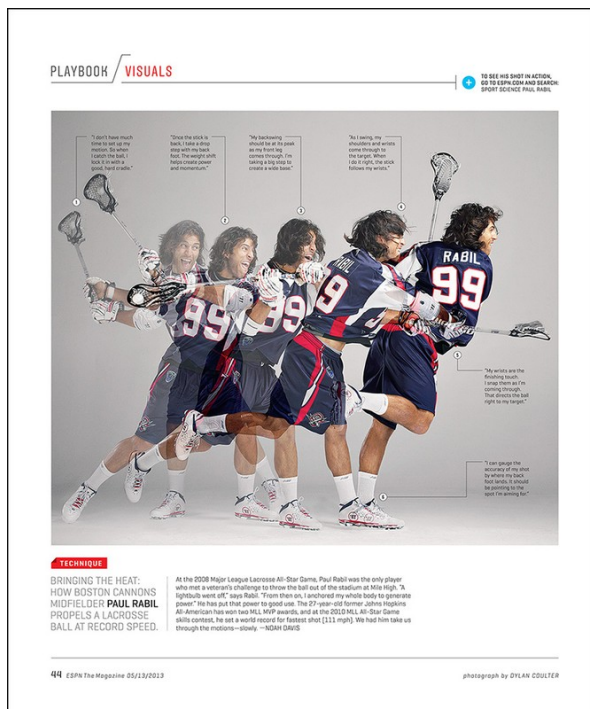 PLAYBOOK / VISUALS
TO SEE HIS SHOT IN ACTION,
GO TO ESPN.COM AND SEARCH:
SPORT SCIENCE PAUL RABIL
"I don't have much
time to set up my
motion. So when
I catch the ball, I
lock it in with a
good, hard cradle."
1
"Once the stick is
back, I take a drop
step with my back
foot. The weight shift
helps create power
and momentum."
2
"My backswing
should be at its peak
as my front leg
comes through. I'm
taking a big step to
create a wide base."
3
"As I swing, my
shoulders and wrists
come through to
the target. When
I do it right, the stick
follows my wrists."
4
RABIL
99
RABIL
99
99
99
"My wrists are the
finishing touch.
I snap them as I'm
coming through.
That directs the ball
right to my target."
5
"I can gauge the
accuracy of my shot
by where my back
foot lands. It should
be pointing to the
spot I'm aiming for."
6
TECHNIQUE
BRINGING THE HEAT:
HOW BOSTON CANNONS
MIDFIELDER PAUL RABIL
PROPELS A LACROSSE
BALL AT RECORD SPEED.
At the 2008 Major League Lacrosse All-Star Game, Paul Rabil was the only player
who met a veteran's challenge to throw the ball out of the stadium at Mile High. "A
lightbulb went off," says Rabil. "From then on, I anchored my whole body to generate
power." He has put that power to good use. The 27-year-old former Johns Hopkins
All-American has won two MLL MVP awards, and at the 2010 MLL All-Star Game
skills contest, he set a world record for fastest shot [111 mph]. We had him take us
through the motions—slowly. —NOAH DAVIS
44 ESPN The Magazine 05/13/2013
photograph by DYLAN COULTER